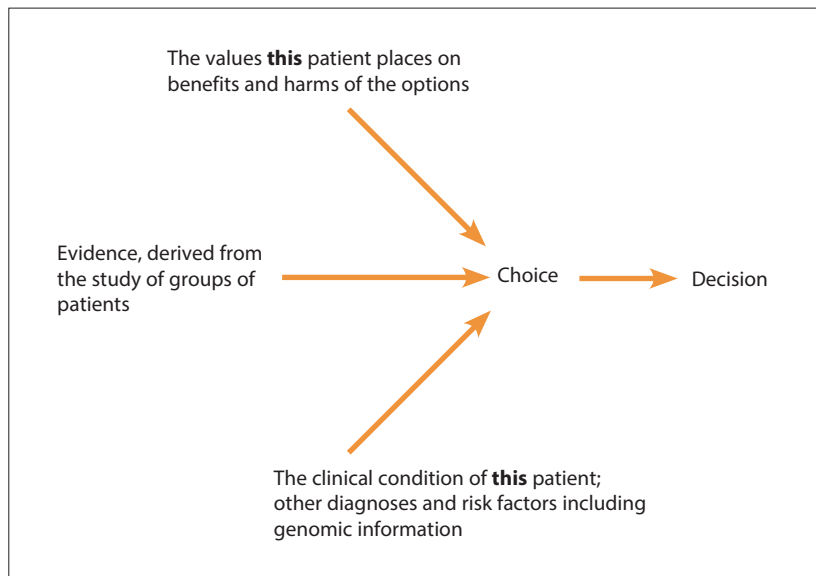 The values this patient places on
benefits and harms of the options
Evidence, derived from
the study of groups of
patients
Choice
Decision
The clinical condition of this patient;
other diagnoses and risk factors including
genomic information